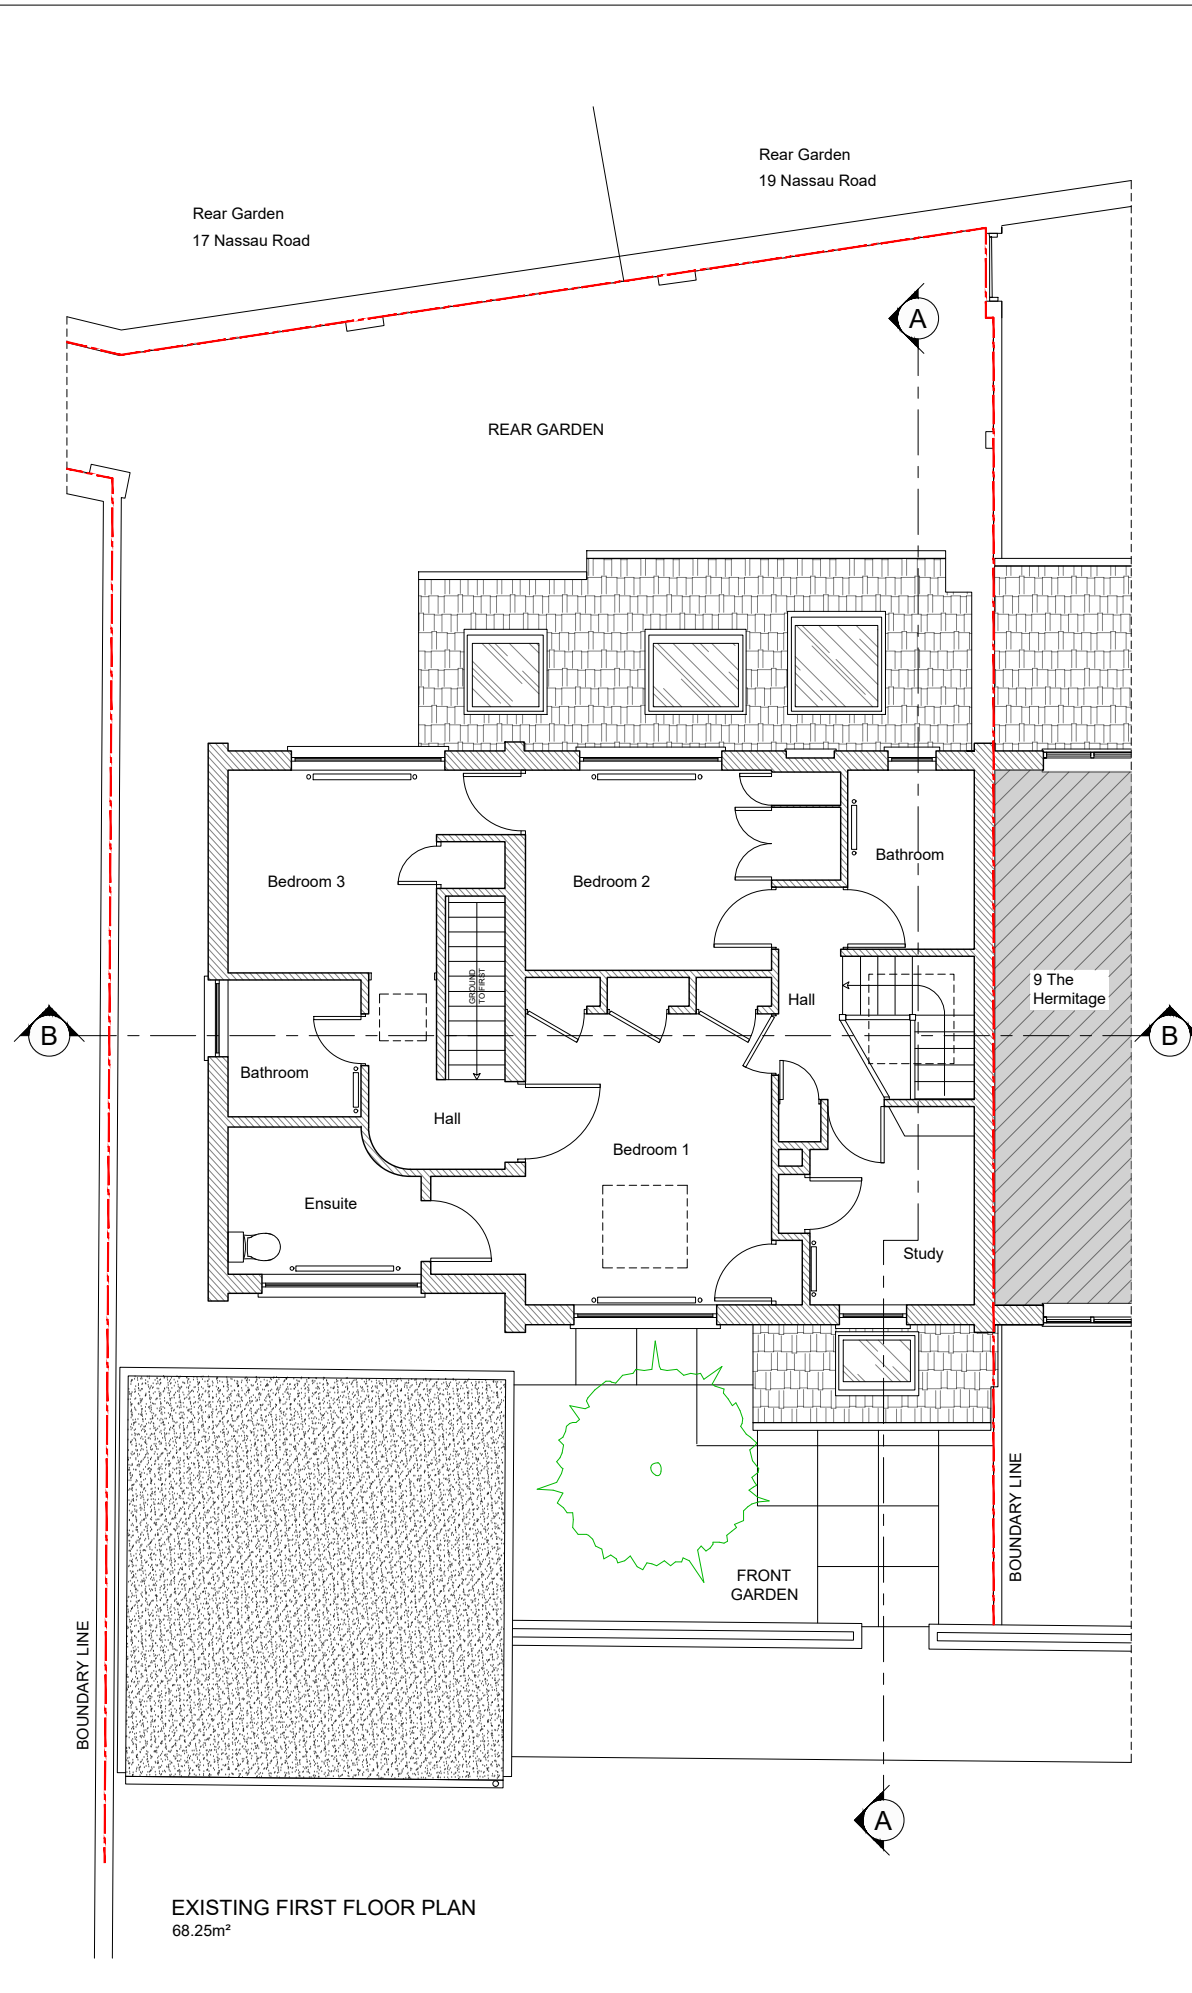 Rear Garden
19 Nassau Road
Rear Garden
17 Nassau Road
A
REAR GARDEN
Bedroom 3
Bedroom 2
Bathroom
GROUND
TO FIRST
Hall
9 The
Hermitage
B
B
Bathroom
Hall
Bedroom 1
Ensuite
Study
BOUNDARY LINE
FRONT
GARDEN
BOUNDARY LINE
A
EXISTING FIRST FLOOR PLAN
68.25m²